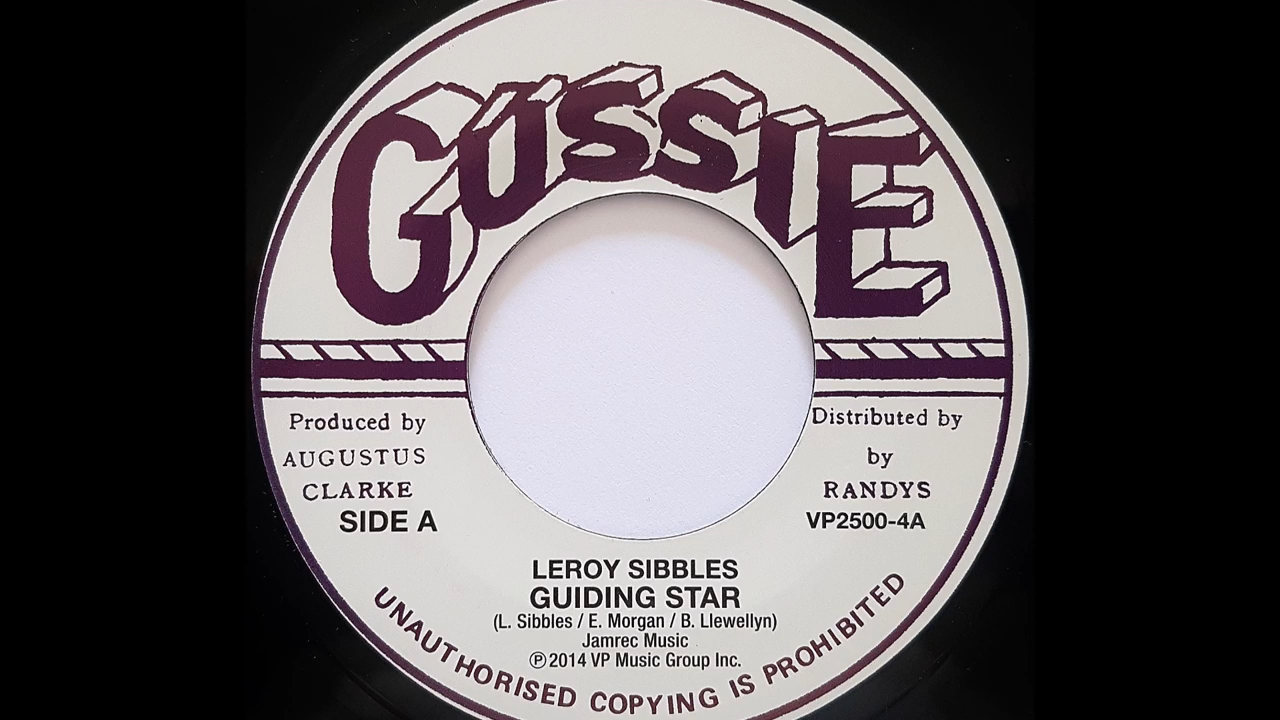 GUSSIE
Produced by
AUGUSTUS
CLARKE
SIDE A
Distributed by
by
RANDYS
VP2500-4A
LEROY SIBBLES
GUIDING STAR
(L. Sibbles / E. Morgan / B. Llewellyn)
Jamrec Music
℗ 2014 VP Music Group Inc.
UNAUTHORISED COPYING IS PROHIBITED